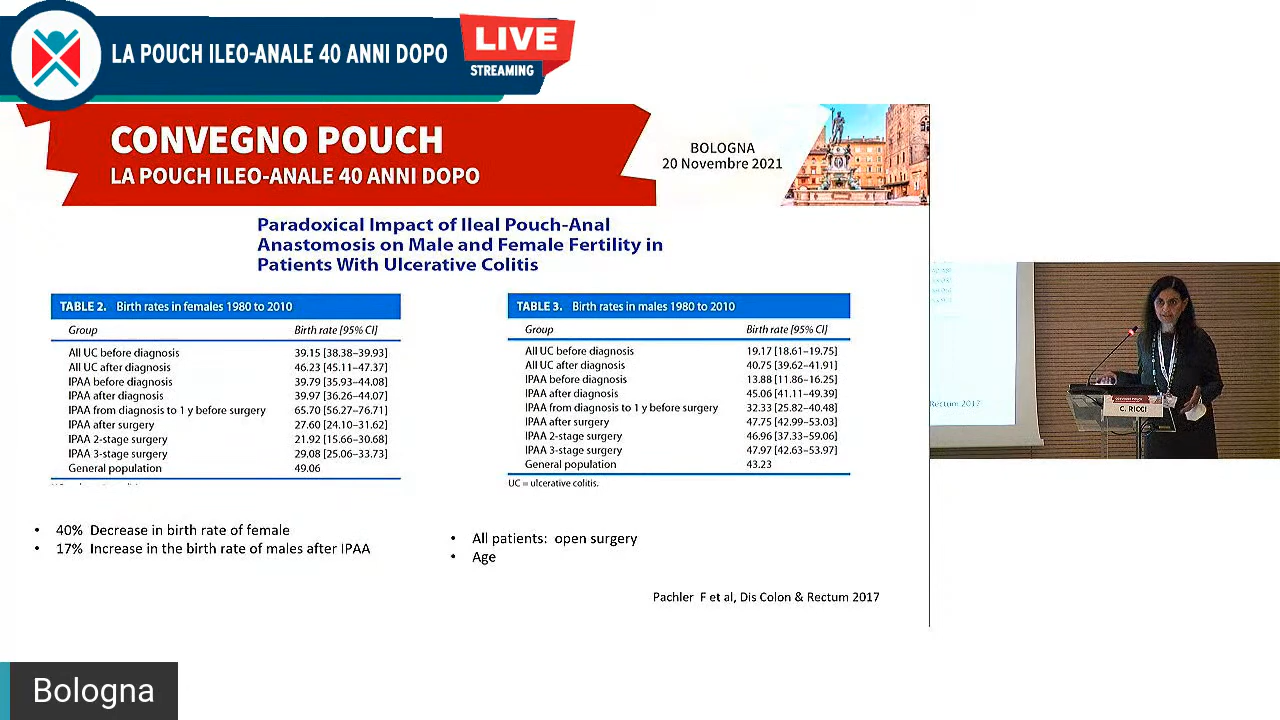 LA POUCH ILEO-ANALE 40 ANNI DOPO
LIVE
STREAMING
CONVEGNO POUCH
LA POUCH ILEO-ANALE 40 ANNI DOPO
BOLOGNA
20 Novembre 2021
Paradoxical Impact of Ileal Pouch-Anal
Anastomosis on Male and Female Fertility in
Patients With Ulcerative Colitis
TABLE 2. Birth rates in females 1980 to 2010
Group Birth rate [95% CI]
All UC before diagnosis 39.15 [38.38–39.93]
All UC after diagnosis 46.23 [45.11–47.37]
IPAA before diagnosis 39.79 [35.93–44.08]
IPAA after diagnosis 39.97 [36.26–44.07]
IPAA from diagnosis to 1 y before surgery 65.70 [56.27–76.71]
IPAA after surgery 27.60 [24.10–31.62]
IPAA 2-stage surgery 21.92 [15.66–30.68]
IPAA 3-stage surgery 29.08 [25.06–33.73]
General population 49.06
TABLE 3. Birth rates in males 1980 to 2010
Group Birth rate [95% CI]
All UC before diagnosis 19.17 [18.61–19.75]
All UC after diagnosis 40.75 [39.62–41.91]
IPAA before diagnosis 13.88 [11.86–16.25]
IPAA after diagnosis 45.06 [41.11–49.39]
IPAA from diagnosis to 1 y before surgery 32.33 [25.82–40.48]
IPAA after surgery 47.75 [42.99–53.03]
IPAA 2-stage surgery 46.96 [37.33–59.06]
IPAA 3-stage surgery 47.97 [42.63–53.97]
General population 43.23
UC = ulcerative colitis.
• 40% Decrease in birth rate of female
• 17% Increase in the birth rate of males after IPAA
• All patients: open surgery
• Age
Pachler F et al, Dis Colon & Rectum 2017
Rectum 2017
C. RICCI
Bologna